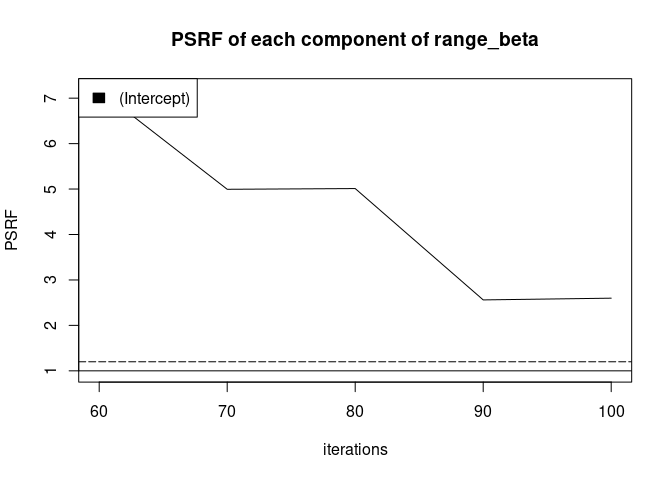 PSRF of each component of range_beta
(Intercept)
7
6
5
4
3
2
1
PSRF
60 70 80 90 100
iterations